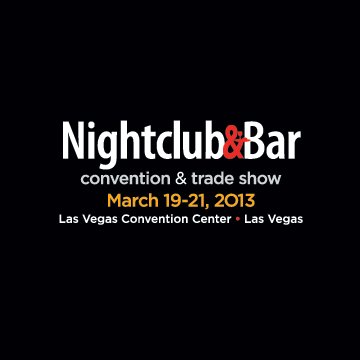 Nightclub&Bar
convention & trade show
March 19-21, 2013
Las Vegas Convention Center • Las Vegas